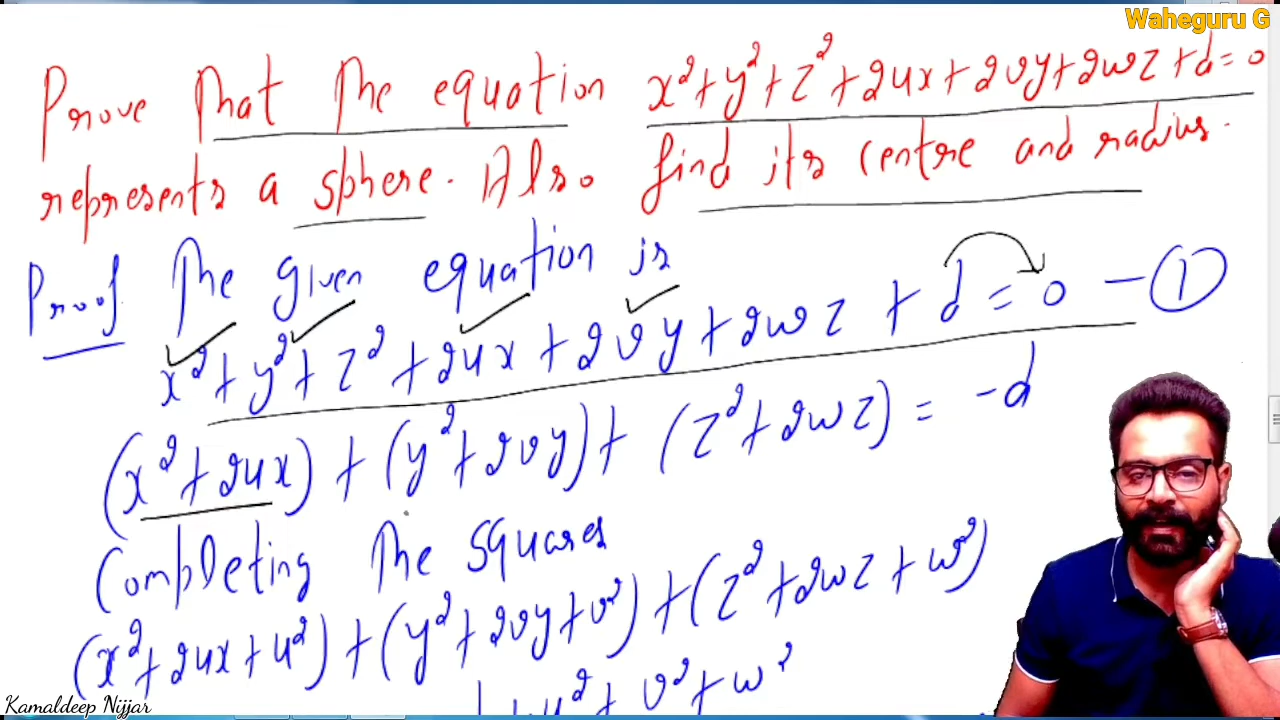 Waheguru G
Prove that the equation x²+y²+z²+2ux+2vy+2wz+d=0
represents a sphere. Also find its centre and radius.
Proof The given equation is
x²+y²+z²+2ux+2vy+2wz+d=0 -①
(x²+2ux)+(y²+2vy)+(z²+2wz)=-d
Completing the squares
(x²+2ux+u²)+(y²+2vy+v²)+(z²+2wz+w²)
u²+v²+w²
Kamaldeep Nijjar